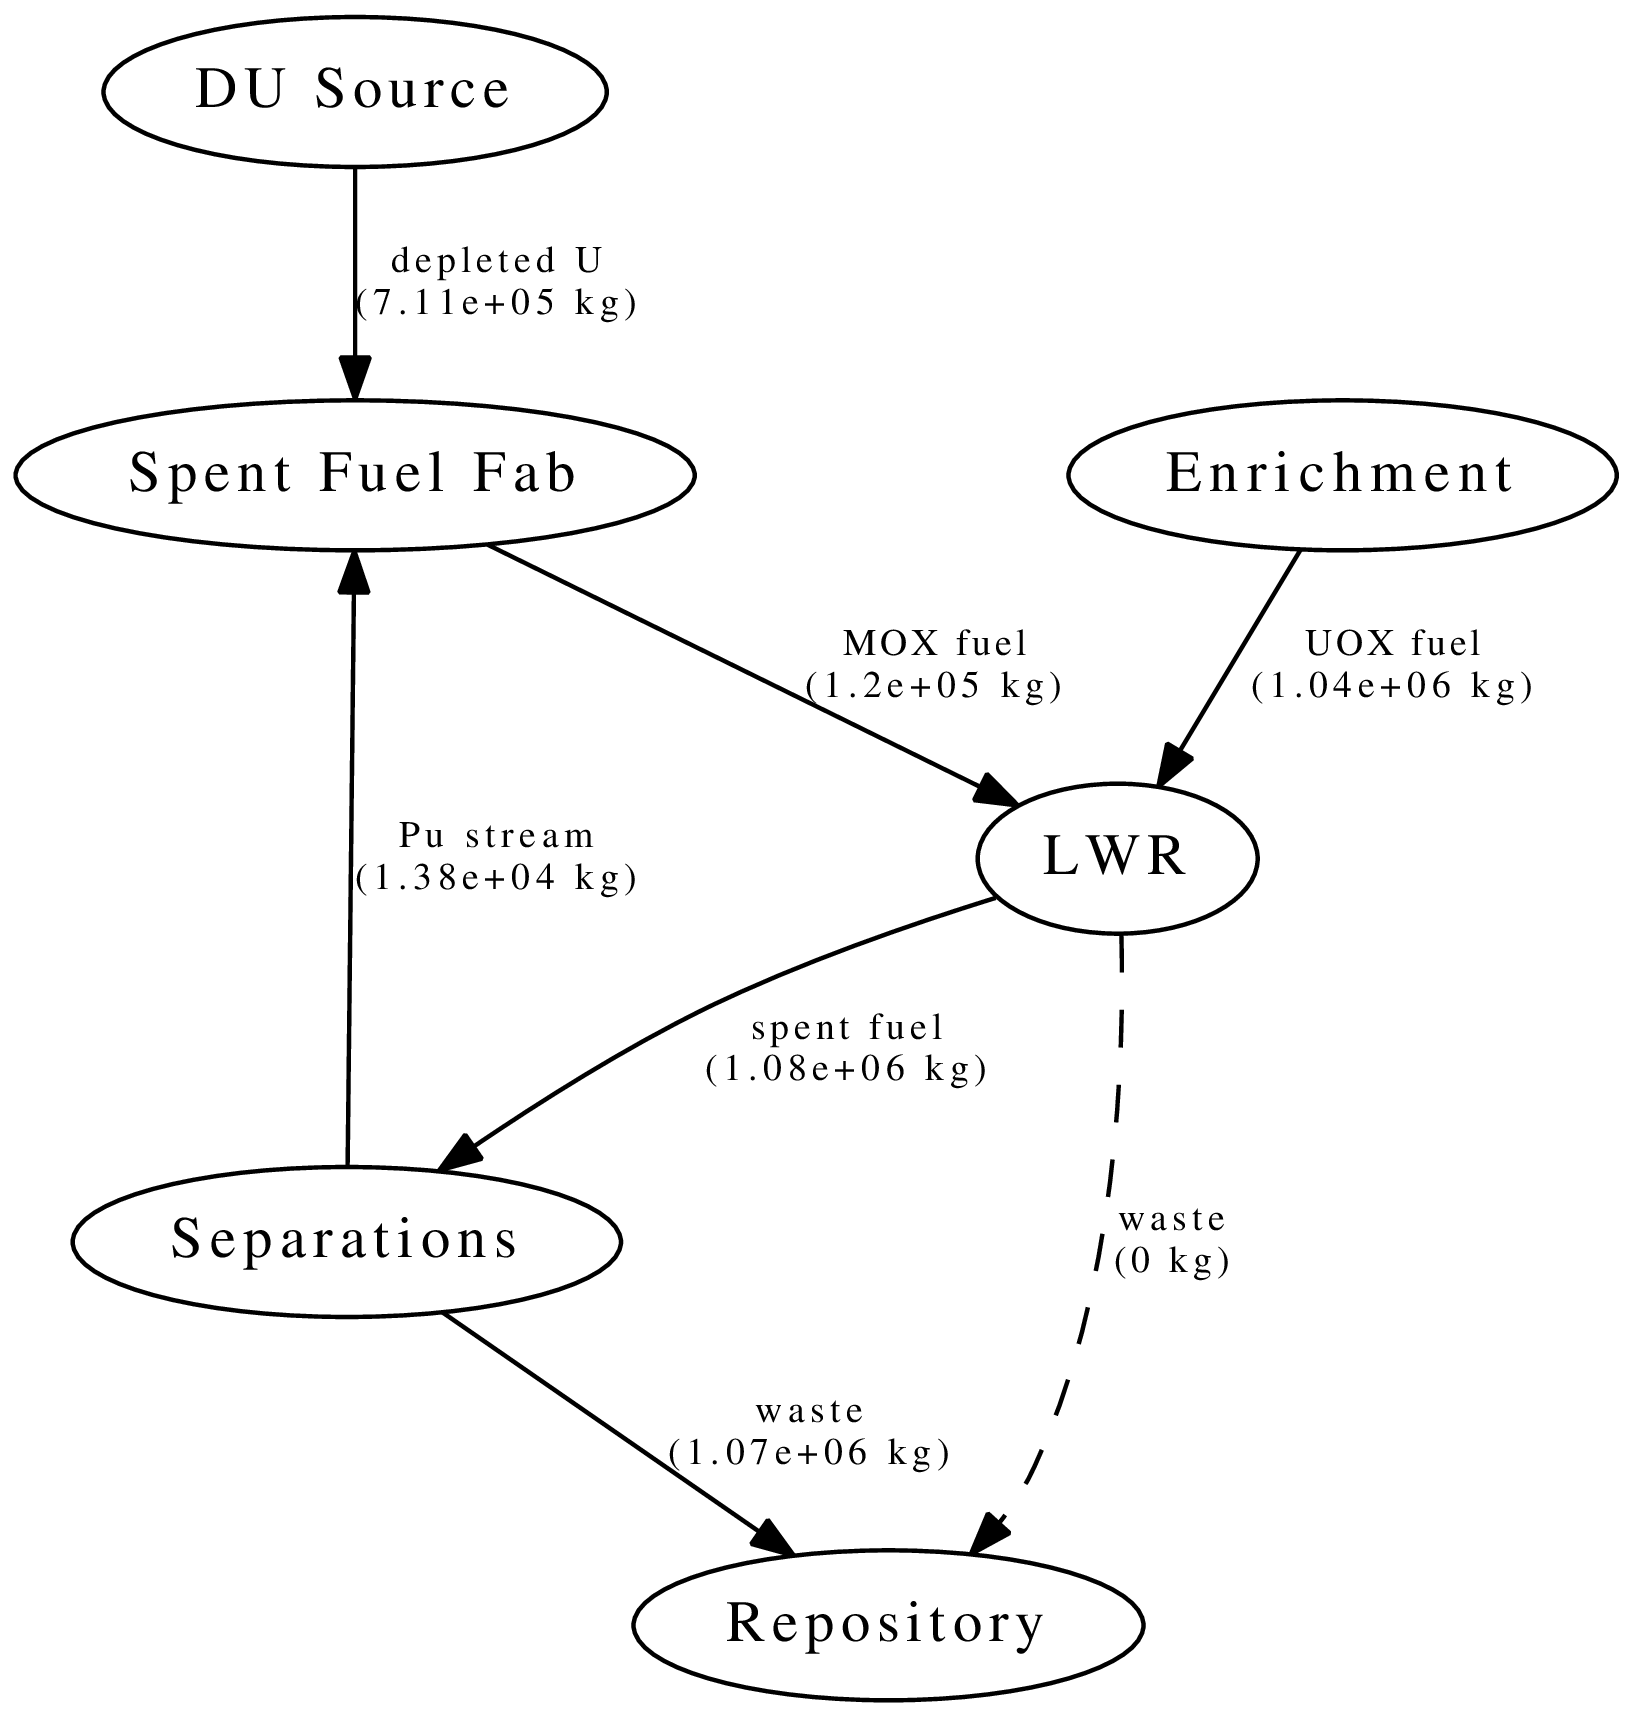 DU Source
depleted U
(7.11e+05 kg)
Spent Fuel Fab
Enrichment
MOX fuel
(1.2e+05 kg)
UOX fuel
(1.04e+06 kg)
Pu stream
(1.38e+04 kg)
LWR
spent fuel
(1.08e+06 kg)
Separations
waste
(0 kg)
waste
(1.07e+06 kg)
Repository